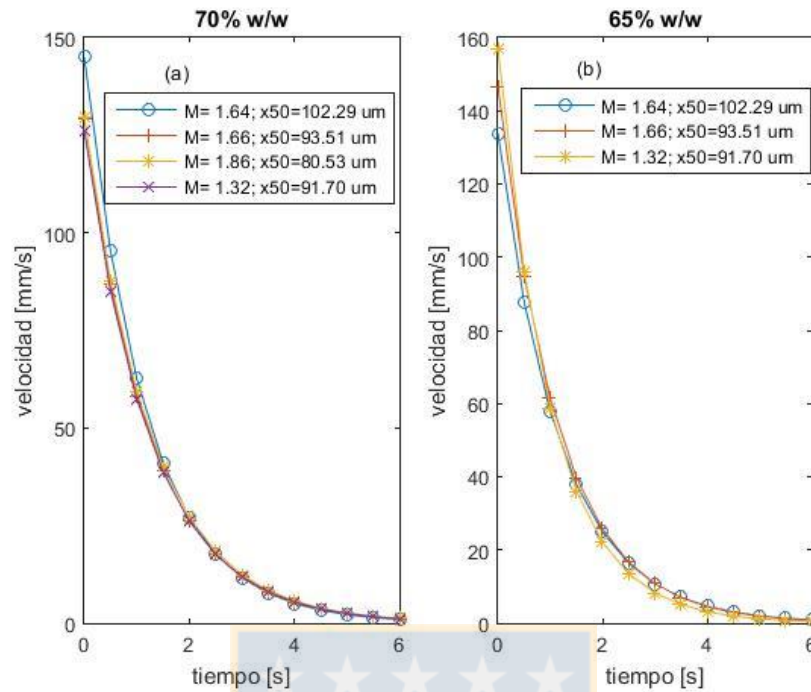 70% w/w
150
100
50
0
velocidad [mm/s]
(a)
M= 1.64; x50=102.29 um
M= 1.66; x50=93.51 um
M= 1.86; x50=80.53 um
M= 1.32; x50=91.70 um
0 2 4 6
tiempo [s]
65% w/w
160
140
120
100
80
60
40
20
0
velocidad [mm/s]
(b)
M= 1.64; x50=102.29 um
M= 1.66; x50=93.51 um
M= 1.32; x50=91.70 um
0 2 4 6
tiempo [s]